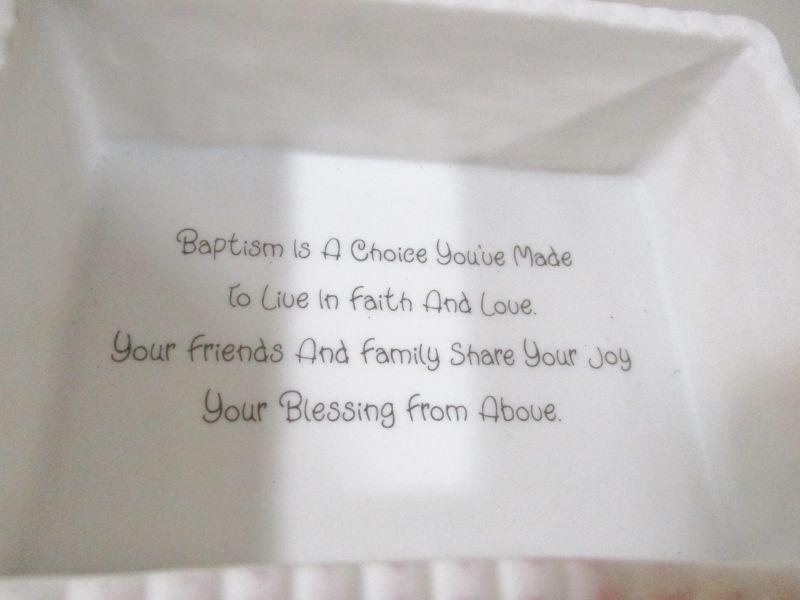 Baptism Is A Choice You've Made
To Live In Faith And Love.
Your Friends And Family Share Your Joy
Your Blessing From Above.